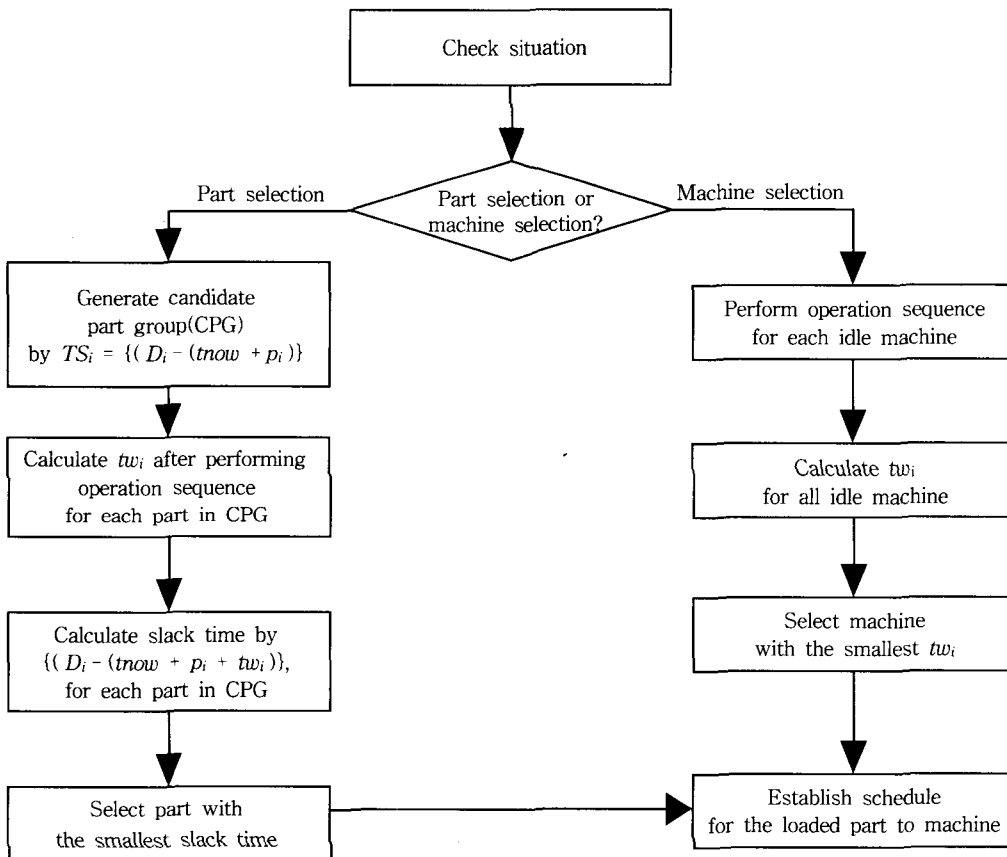 Check situation
Part selection
Part selection or
machine selection?
Machine selection
Generate candidate
part group(CPG)
by TSi = {( Di - (tnow + pi )}
Calculate twi after performing
operation sequence
for each part in CPG
Calculate slack time by
{( Di - (tnow + pi + twi )},
for each part in CPG
Select part with
the smallest slack time
Perform operation sequence
for each idle machine
Calculate twi
for all idle machine
Select machine
with the smallest twi
Establish schedule
for the loaded part to machine